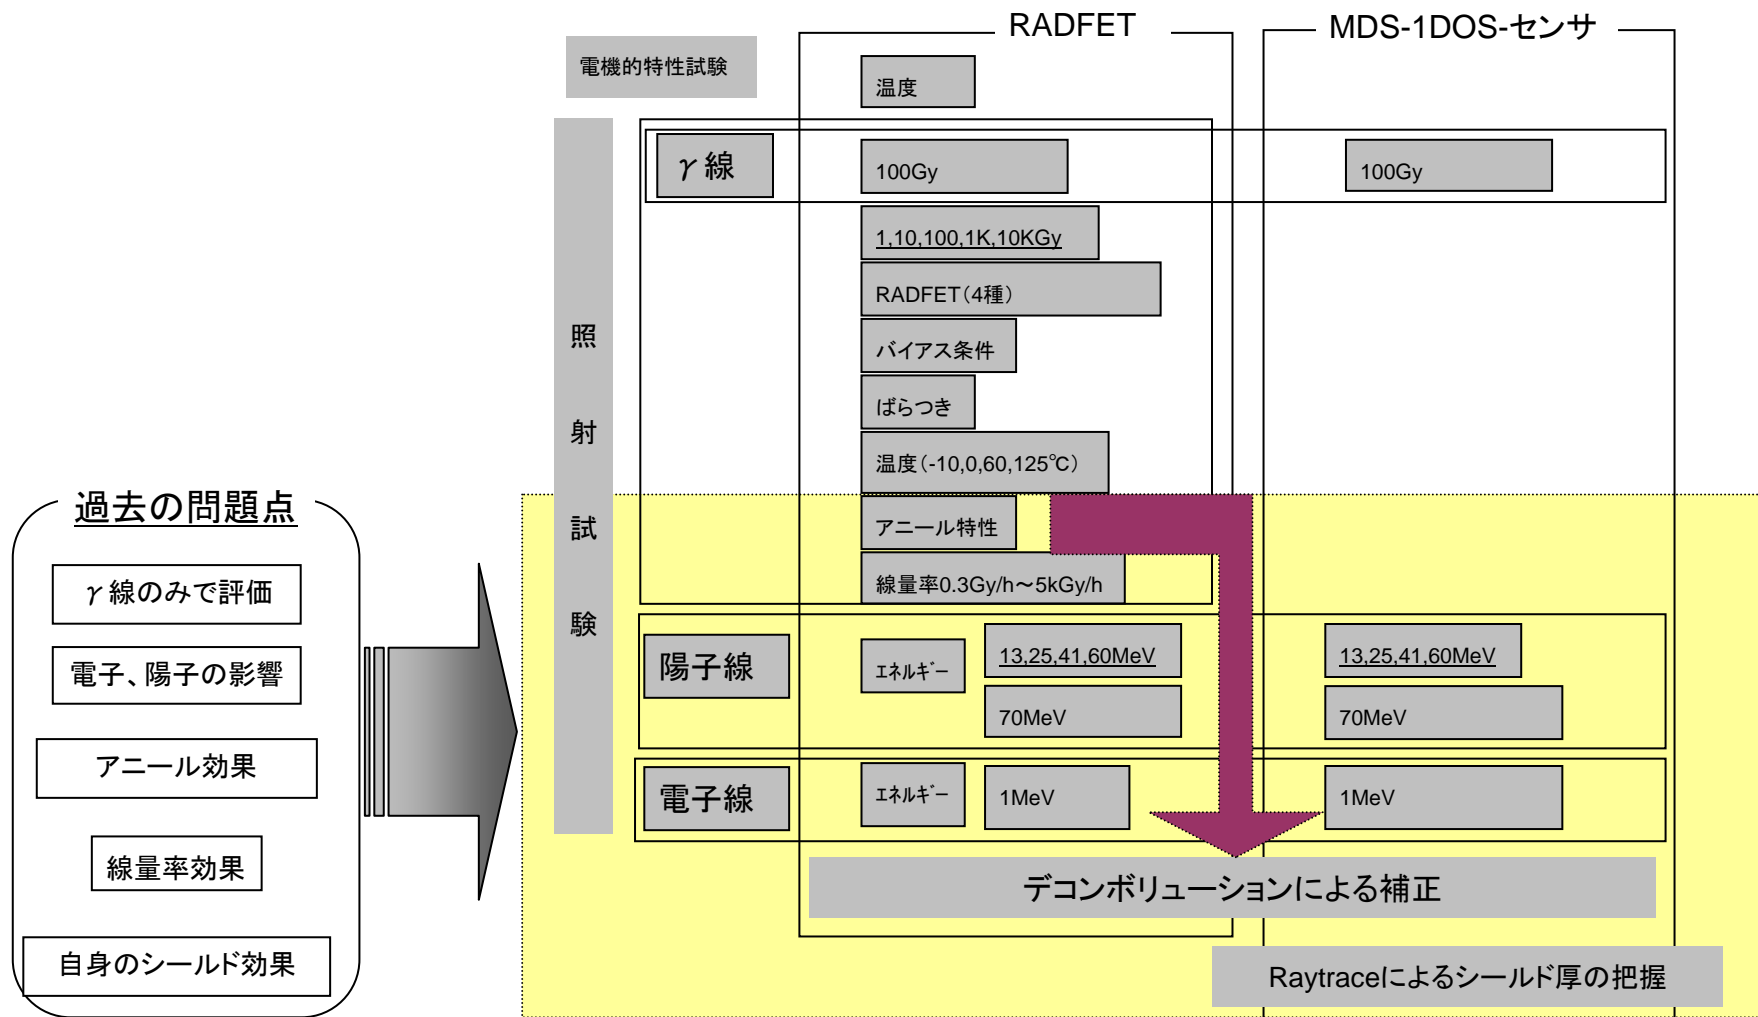 RADFET
MDS-1DOS-センサ
電機的特性試験
温度
照射試験
γ線
100Gy
100Gy
1,10,100,1K,10KGy
RADFET(4種)
バイアス条件
ばらつき
温度(-10,0,60,125℃)
アニール特性
線量率0.3Gy/h～5kGy/h
陽子線
ｴﾈﾙｷﾞｰ
13,25,41,60MeV
13,25,41,60MeV
70MeV
70MeV
電子線
ｴﾈﾙｷﾞｰ
1MeV
1MeV
デコンボリューションによる補正
Raytraceによるシールド厚の把握
過去の問題点
γ線のみで評価
電子、陽子の影響
アニール効果
線量率効果
自身のシールド効果